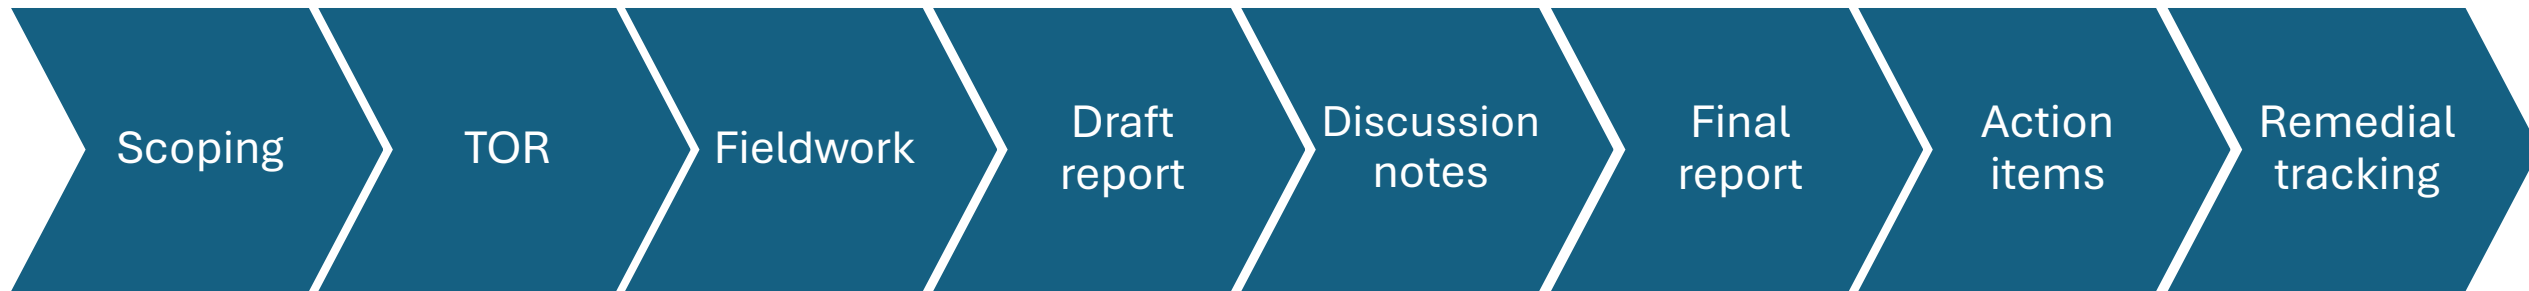 Scoping
TOR
Fieldwork
Draft
report
Discussion
notes
Final
report
Action
items
Remedial
tracking